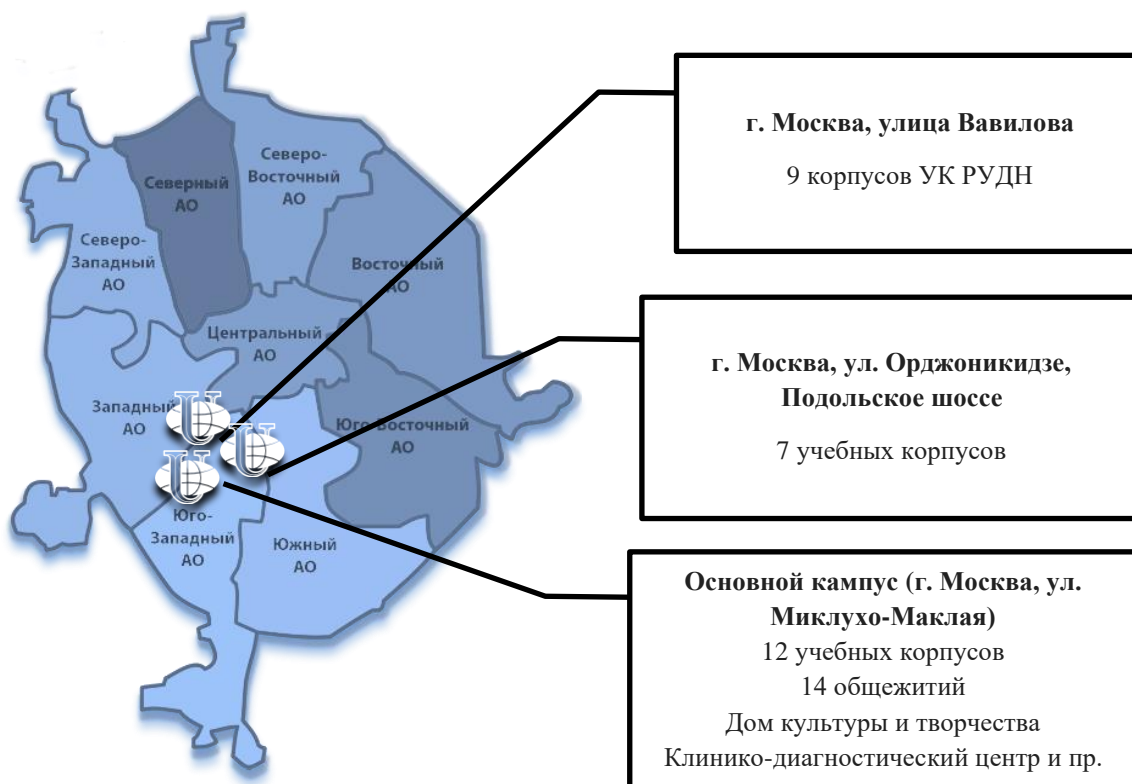 Северный
АО
Северо-
Восточный
АО
Северо-
Западный
АО
Восточный
АО
Центральный
АО
Западный
АО
Юго-Восточный
АО
Юго-
Западный
АО
Южный
АО
U
U
U
г. Москва, улица Вавилова
9 корпусов УК РУДН
г. Москва, ул. Орджоникидзе,
Подольское шоссе
7 учебных корпусов
Основной кампус (г. Москва, ул.
Миклухо-Маклая)
12 учебных корпусов
14 общежитий
Дом культуры и творчества
Клинико-диагностический центр и пр.